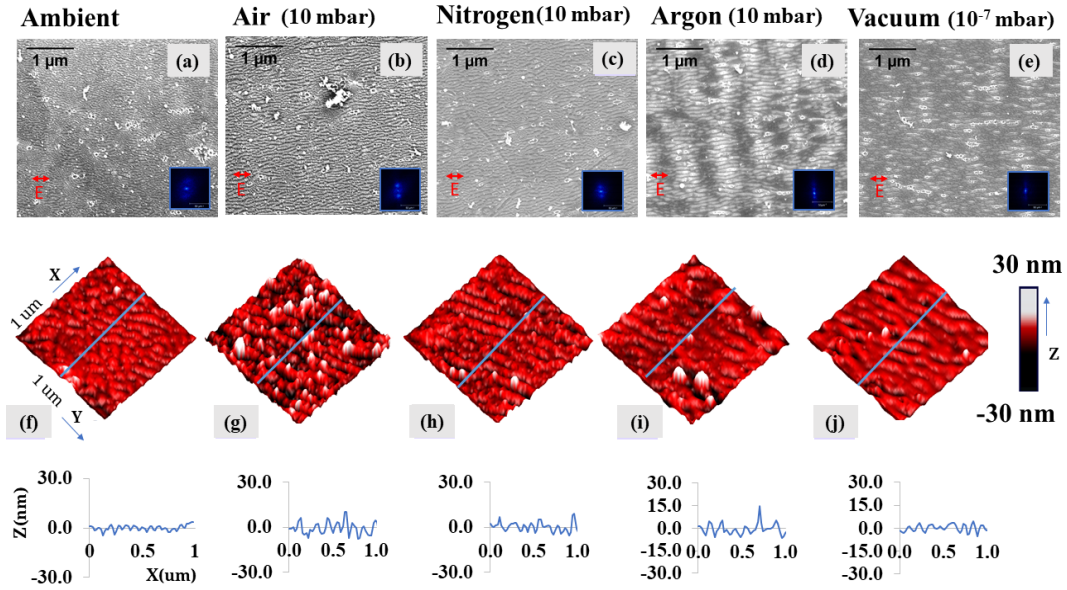 Ambient Air (10 mbar) Nitrogen (10 mbar) Argon (10 mbar) Vacuum (10⁻⁷ mbar)
1 µm 1 µm 1 µm 1 µm 1 µm
(a) (b) (c) (d) (e)
E E E E E
X
1 um
1 um
Y
30 nm
Z
-30 nm
(f) (g) (h) (i) (j)
30.0 30.0 30.0 30.0 30.0
15.0 15.0
Z(nm) 0.0 0.0 0.0 0.0 0.0
0 0.5 1 0.0 0.5 1.0 0.0 0.5 1.0 0.0 0.5 1.0 0.0 0.5 1.0
-15.0 -15.0
-30.0 X(um) -30.0 -30.0 -30.0 -30.0